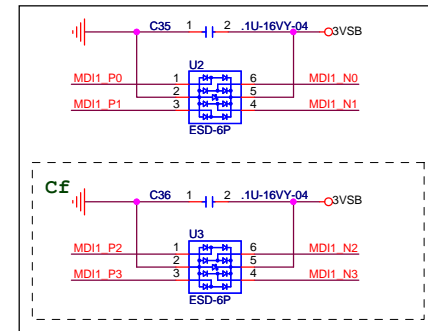 C35 1 2 .1U-16VY-04 3VSB
U2
MDI1_P0 1 6 MDI1_N0
2 5
MDI1_P1 3 4 MDI1_N1
ESD-6P
Cf
C36 1 2 .1U-16VY-04 3VSB
U3
MDI1_P2 1 6 MDI1_N2
2 5
MDI1_P3 3 4 MDI1_N3
ESD-6P